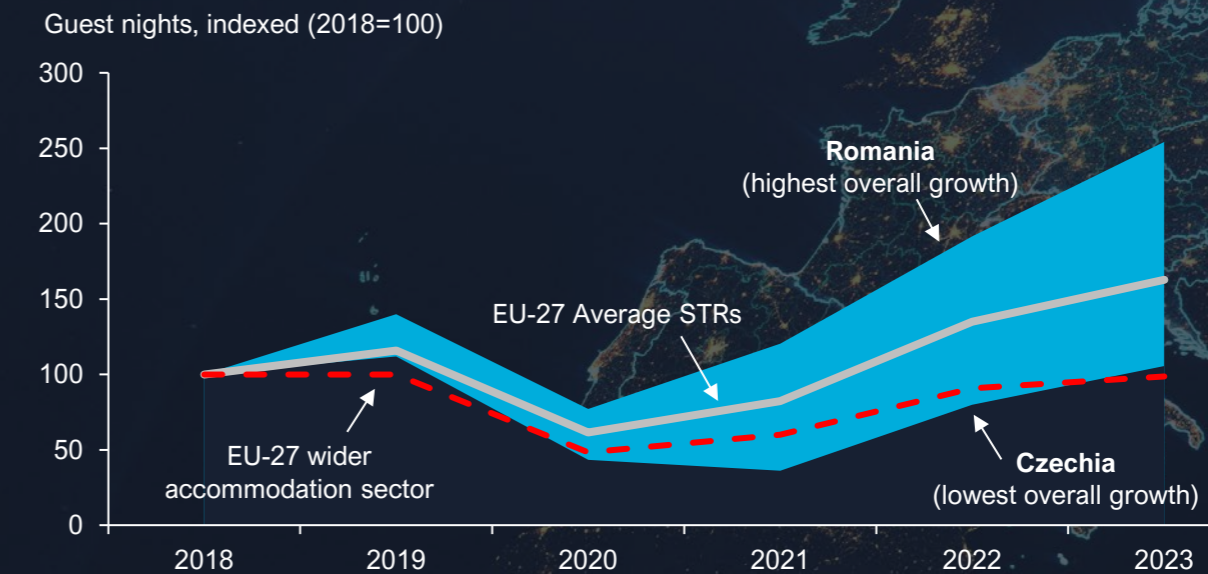 Guest nights, indexed (2018=100)
300
250
200
150
100
50
0
Romania
(highest overall growth)
EU-27 Average STRs
EU-27 wider
accommodation sector
Czechia
(lowest overall growth)
2018
2019
2020
2021
2022
2023